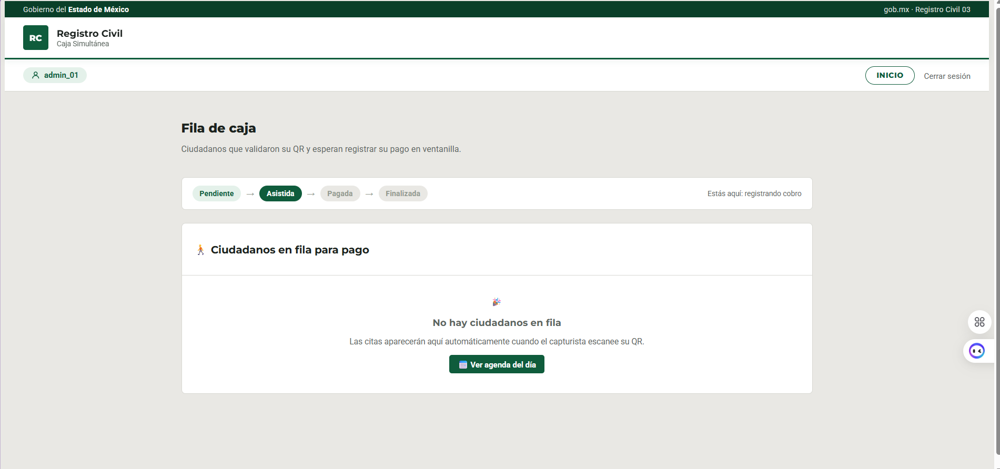 Gobierno del Estado de México
gob.mx · Registro Civil 03
RC
Registro Civil
Caja Simultánea
admin_01
INICIO
Cerrar sesión
Fila de caja
Ciudadanos que validaron su QR y esperan registrar su pago en ventanilla.
Pendiente → Asistida → Pagada → Finalizada
Estás aquí: registrando cobro
Ciudadanos en fila para pago
No hay ciudadanos en fila
Las citas aparecerán aquí automáticamente cuando el capturista escanee su QR.
Ver agenda del día